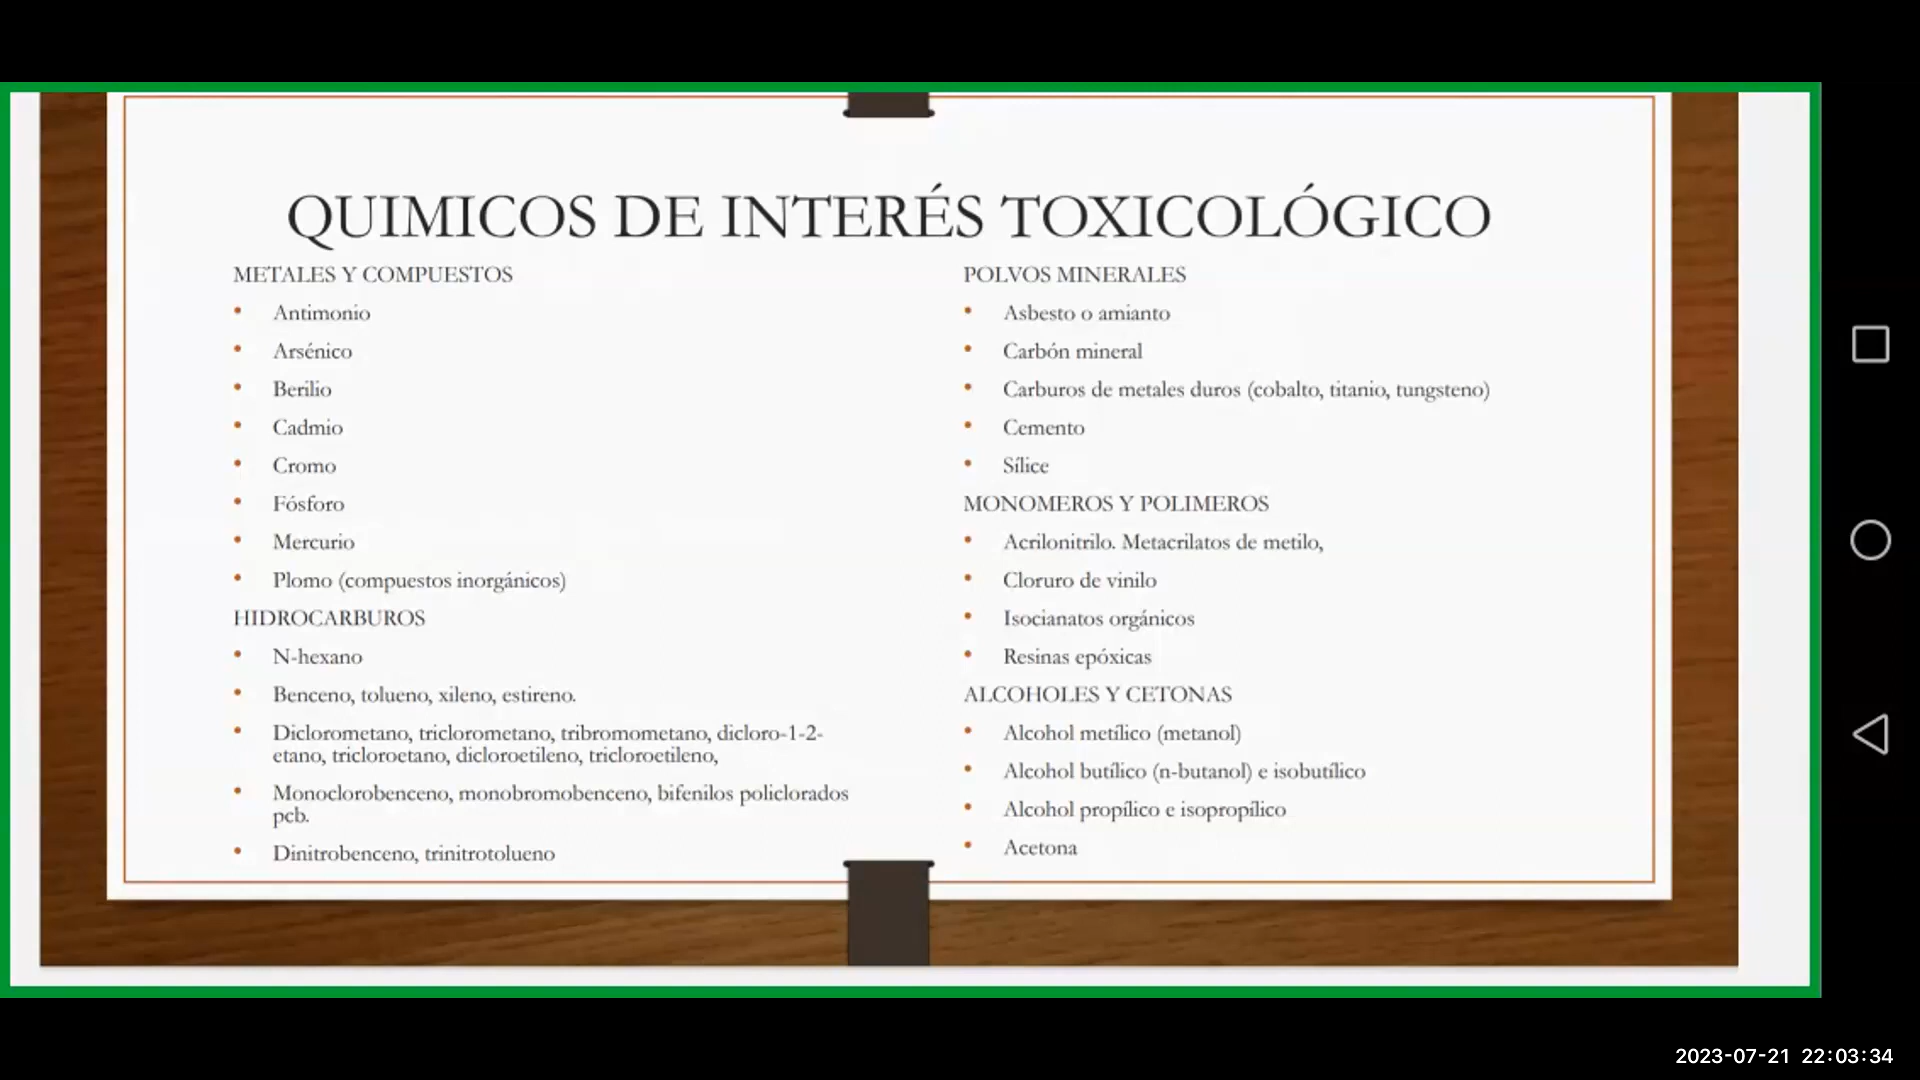 QUIMICOS DE INTERÉS TOXICOLÓGICO
METALES Y COMPUESTOS
• Antimonio
• Arsénico
• Berilio
• Cadmio
• Cromo
• Fósforo
• Mercurio
• Plomo (compuestos inorgánicos)
HIDROCARBUROS
• N-hexano
• Benceno, tolueno, xileno, estireno.
• Diclorometano, triclorometano, tribromometano, dicloro-1-2-
etano, tricloroetano, dicloroetileno, tricloroetileno,
• Monoclorobenceno, monobromobenceno, bifenilos policlorados
pcb.
• Dinitrobenceno, trinitrotolueno
POLVOS MINERALES
• Asbesto o amianto
• Carbón mineral
• Carburos de metales duros (cobalto, titanio, tungsteno)
• Cemento
• Sílice
MONOMEROS Y POLIMEROS
• Acrilonitrilo. Metacrilatos de metilo,
• Cloruro de vinilo
• Isocianatos orgánicos
• Resinas epóxicas
ALCOHOLES Y CETONAS
• Alcohol metílico (metanol)
• Alcohol butílico (n-butanol) e isobutílico
• Alcohol propílico e isopropílico
• Acetona
2023-07-21 22:03:34